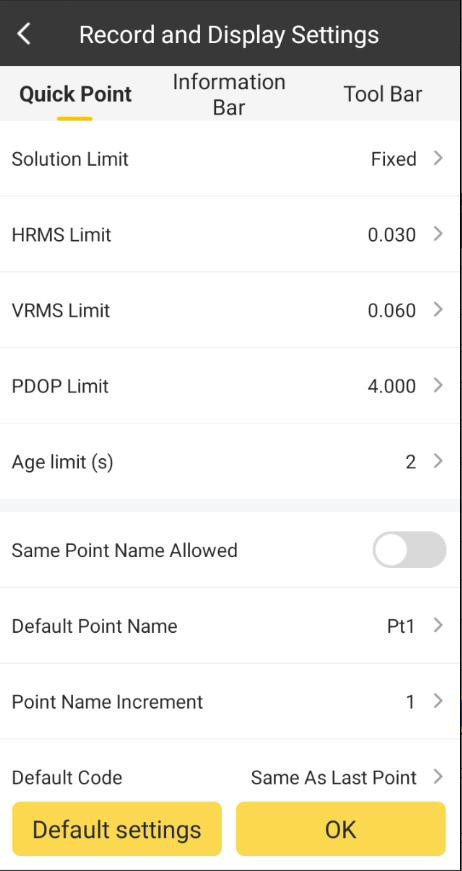 Record and Display Settings
Quick Point
Information
Bar
Tool Bar
Solution Limit Fixed
HRMS Limit 0.030
VRMS Limit 0.060
PDOP Limit 4.000
Age limit (s) 2
Same Point Name Allowed
Default Point Name Pt1
Point Name Increment 1
Default Code Same As Last Point
Default settings OK